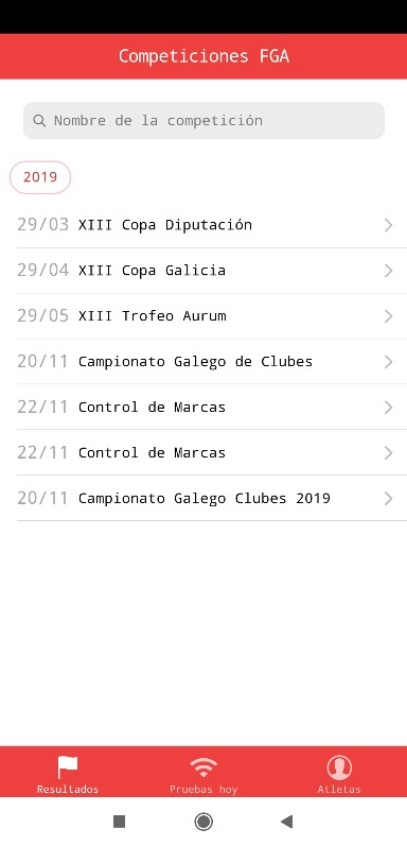 Competiciones FGA
Nombre de la competición
2019
29/03 XIII Copa Diputación
29/04 XIII Copa Galicia
29/05 XIII Trofeo Aurum
20/11 Campionato Galego de Clubes
22/11 Control de Marcas
22/11 Control de Marcas
20/11 Campionato Galego Clubes 2019
Resultados Pruebas hoy Atletas